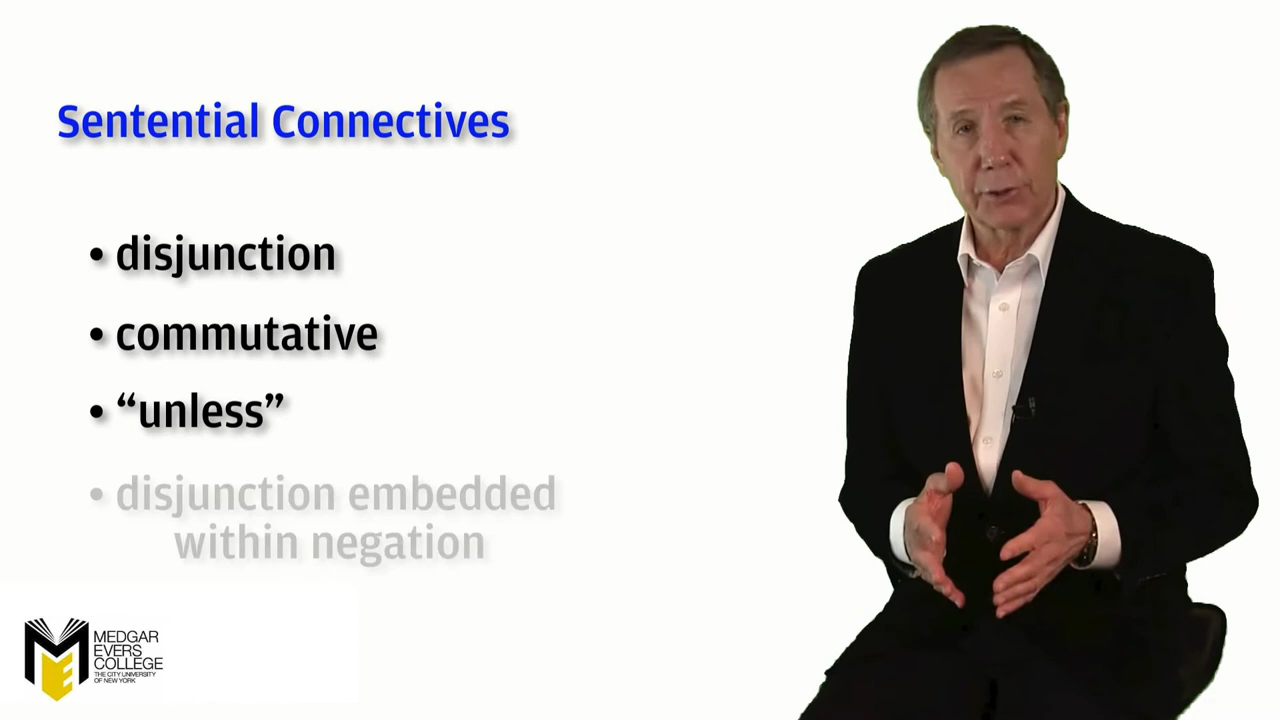 Sentential Connectives
• disjunction
• commutative
• “unless”
• disjunction embedded
within negation
MEDGAR
EVERS
COLLEGE
THE CITY UNIVERSITY
OF NEW YORK